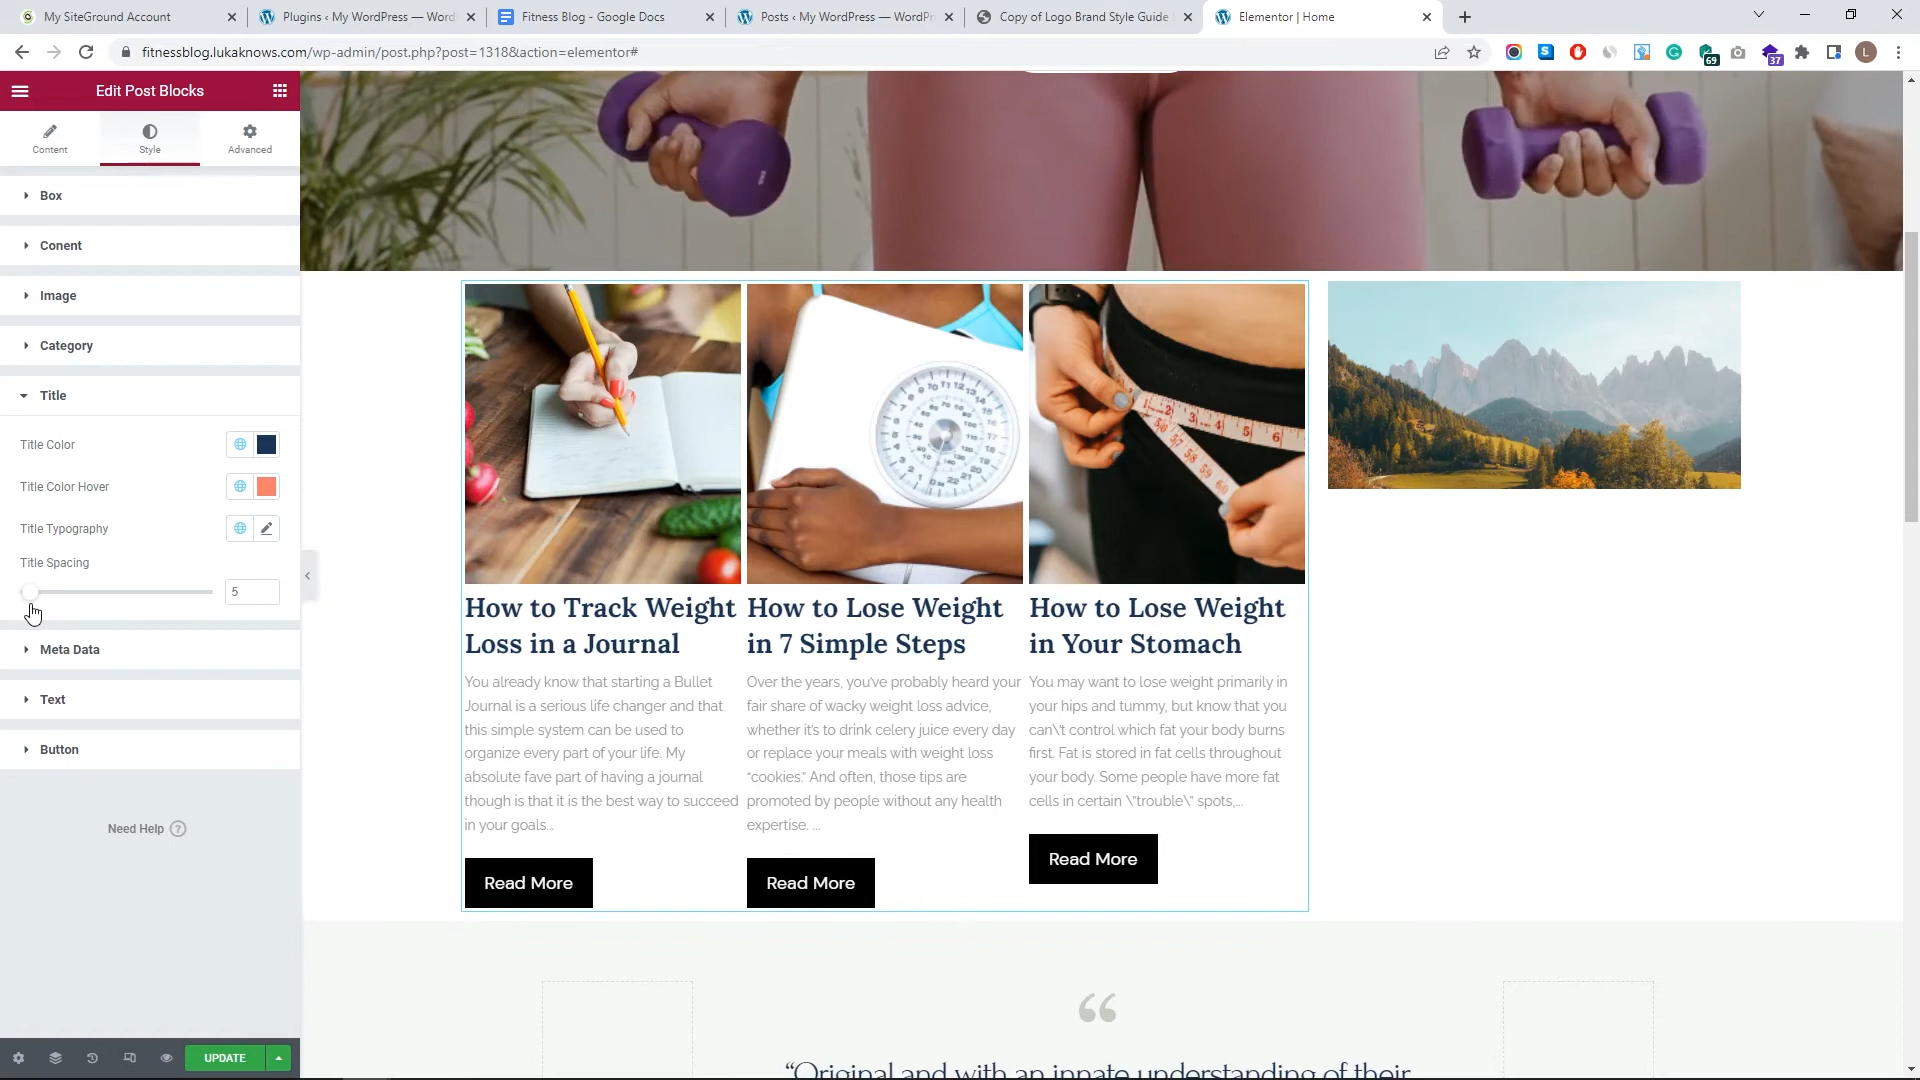 My SiteGround Account
Plugins ‹ My WordPress — Word
Fitness Blog - Google Docs
Posts ‹ My WordPress — WordPr
Copy of Logo Brand Style Guide
Elementor | Home
fitnessblog.lukaknows.com/wp-admin/post.php?post=1318&action=elementor#
69
37
L
Edit Post Blocks
Content
Style
Advanced
Box
Conent
Image
Category
Title
Title Color
Title Color Hover
Title Typography
Title Spacing
5
Meta Data
Text
Button
Need Help ?
UPDATE
How to Track Weight
Loss in a Journal
You already know that starting a Bullet
Journal is a serious life changer and that
this simple system can be used to
organize every part of your life. My
absolute fave part of having a journal
though is that it is the best way to succeed
in your goals...
Read More
How to Lose Weight
in 7 Simple Steps
Over the years, you've probably heard your
fair share of wacky weight loss advice,
whether it's to drink celery juice every day
or replace your meals with weight loss
"cookies." And often, those tips are
promoted by people without any health
expertise. ...
Read More
How to Lose Weight
in Your Stomach
You may want to lose weight primarily in
your hips and tummy, but know that you
can\'t control which fat your body burns
first. Fat is stored in fat cells throughout
your body. Some people have more fat
cells in certain \"trouble\" spots,...
Read More
“
“Original and with an innate understanding of their